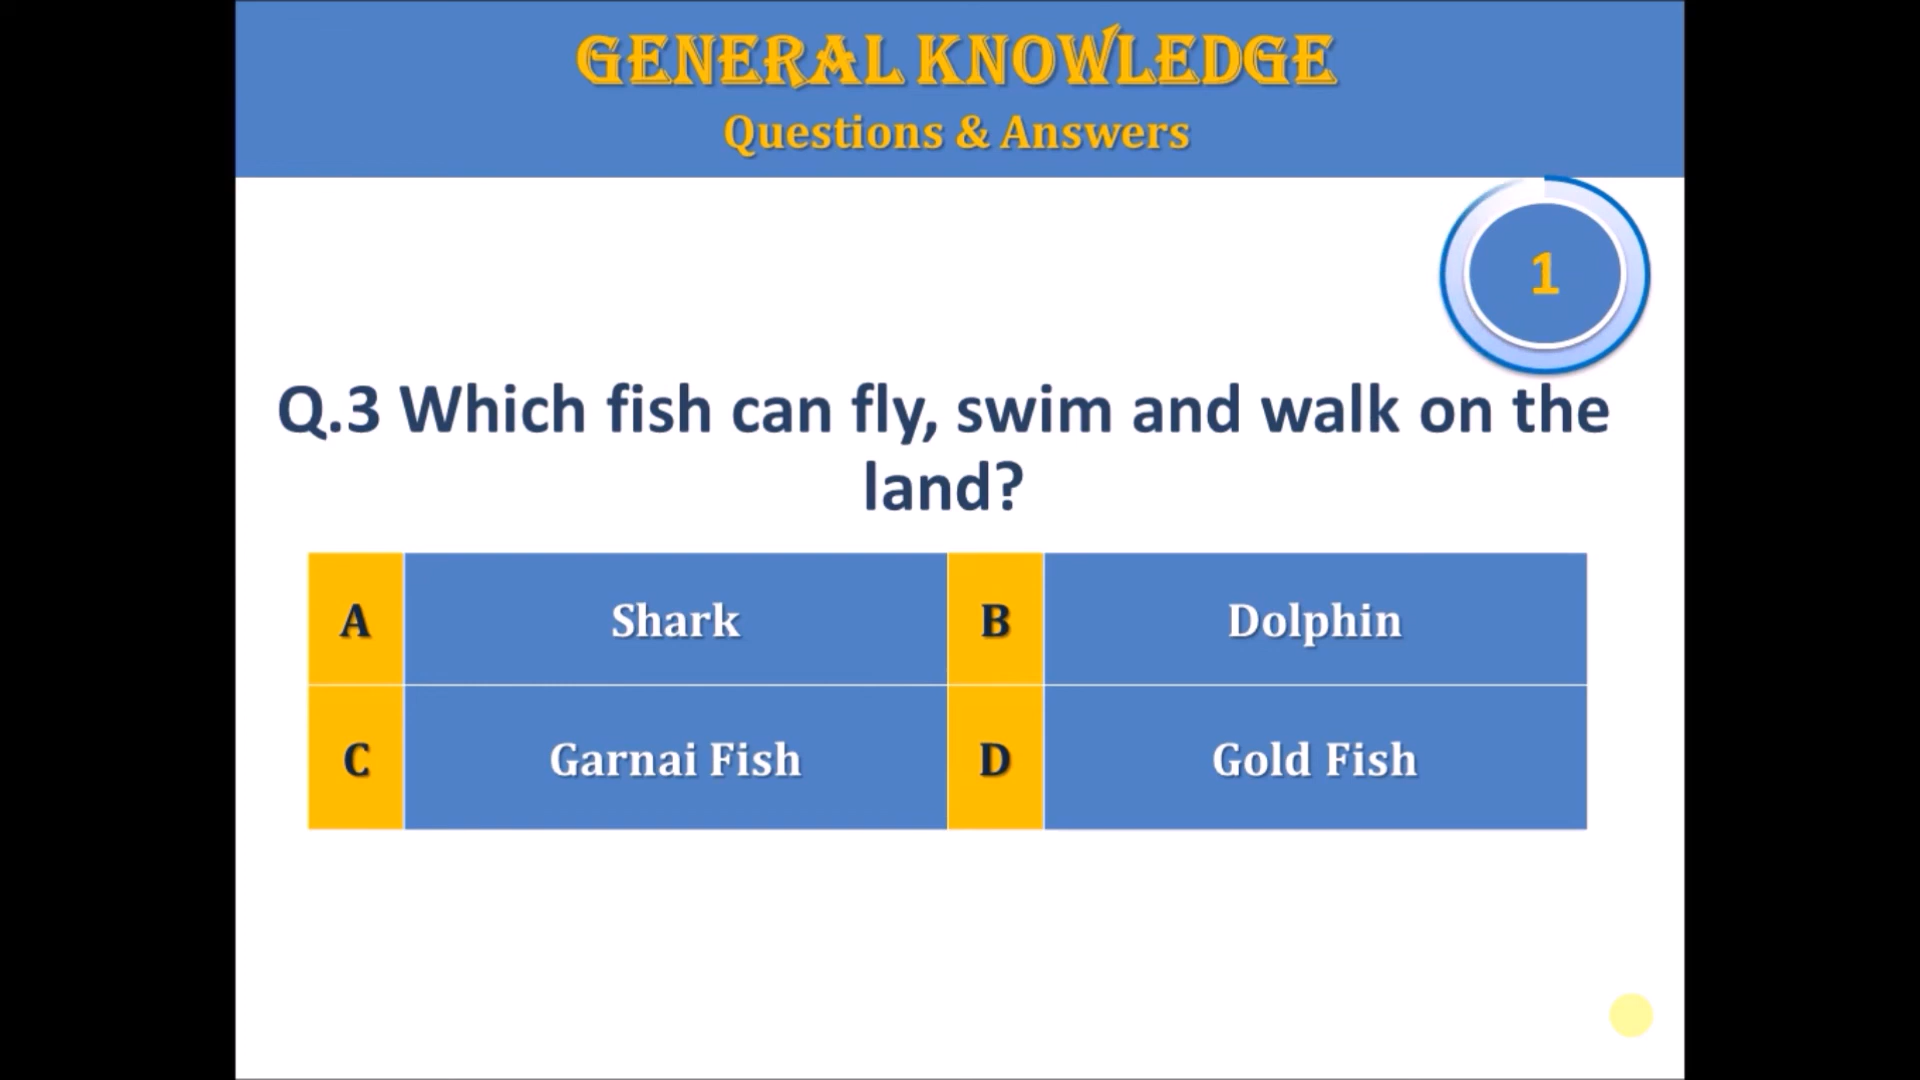 GENERAL KNOWLEDGE
Questions & Answers
1
Q.3 Which fish can fly, swim and walk on the
land?
A Shark B Dolphin
C Garnai Fish D Gold Fish